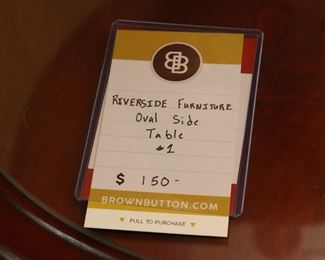 BB
RIVERSIDE FURNITURE
Oval Side
Table
#1
$ 150-
BROWNBUTTON.COM
PULL TO PURCHASE